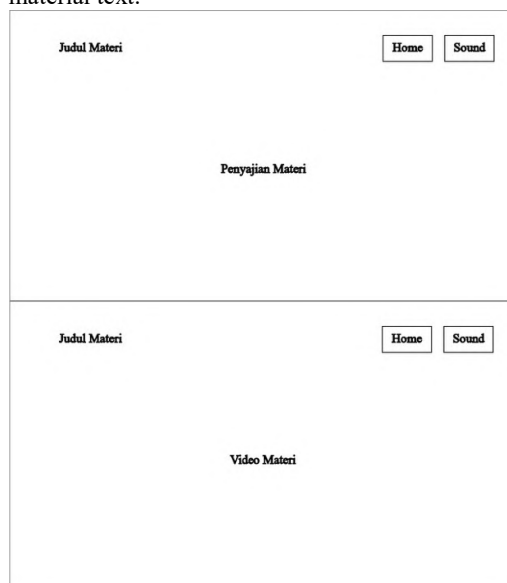 material text.
Judul Materi Home Sound
Penyajian Materi
Judul Materi Home Sound
Video Materi